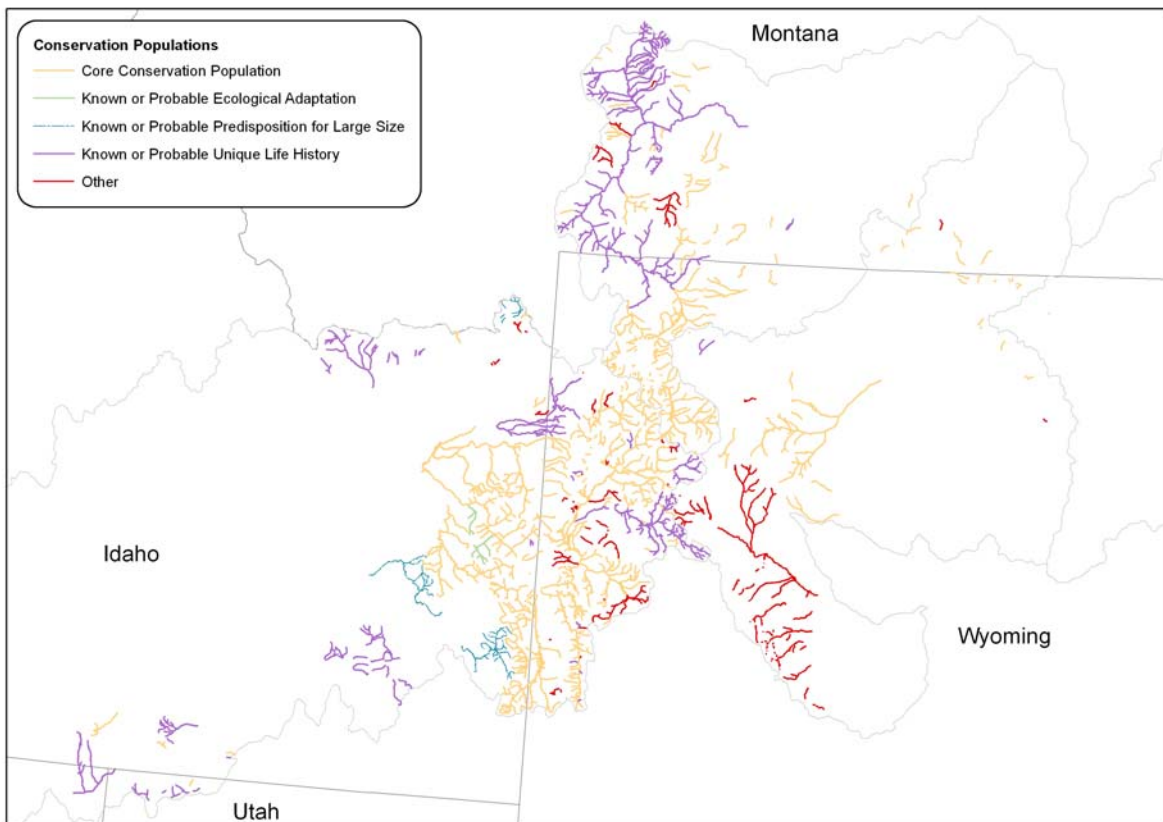 Conservation Populations
Core Conservation Population
Known or Probable Ecological Adaptation
Known or Probable Predisposition for Large Size
Known or Probable Unique Life History
Other
Montana
Idaho
Wyoming
Utah